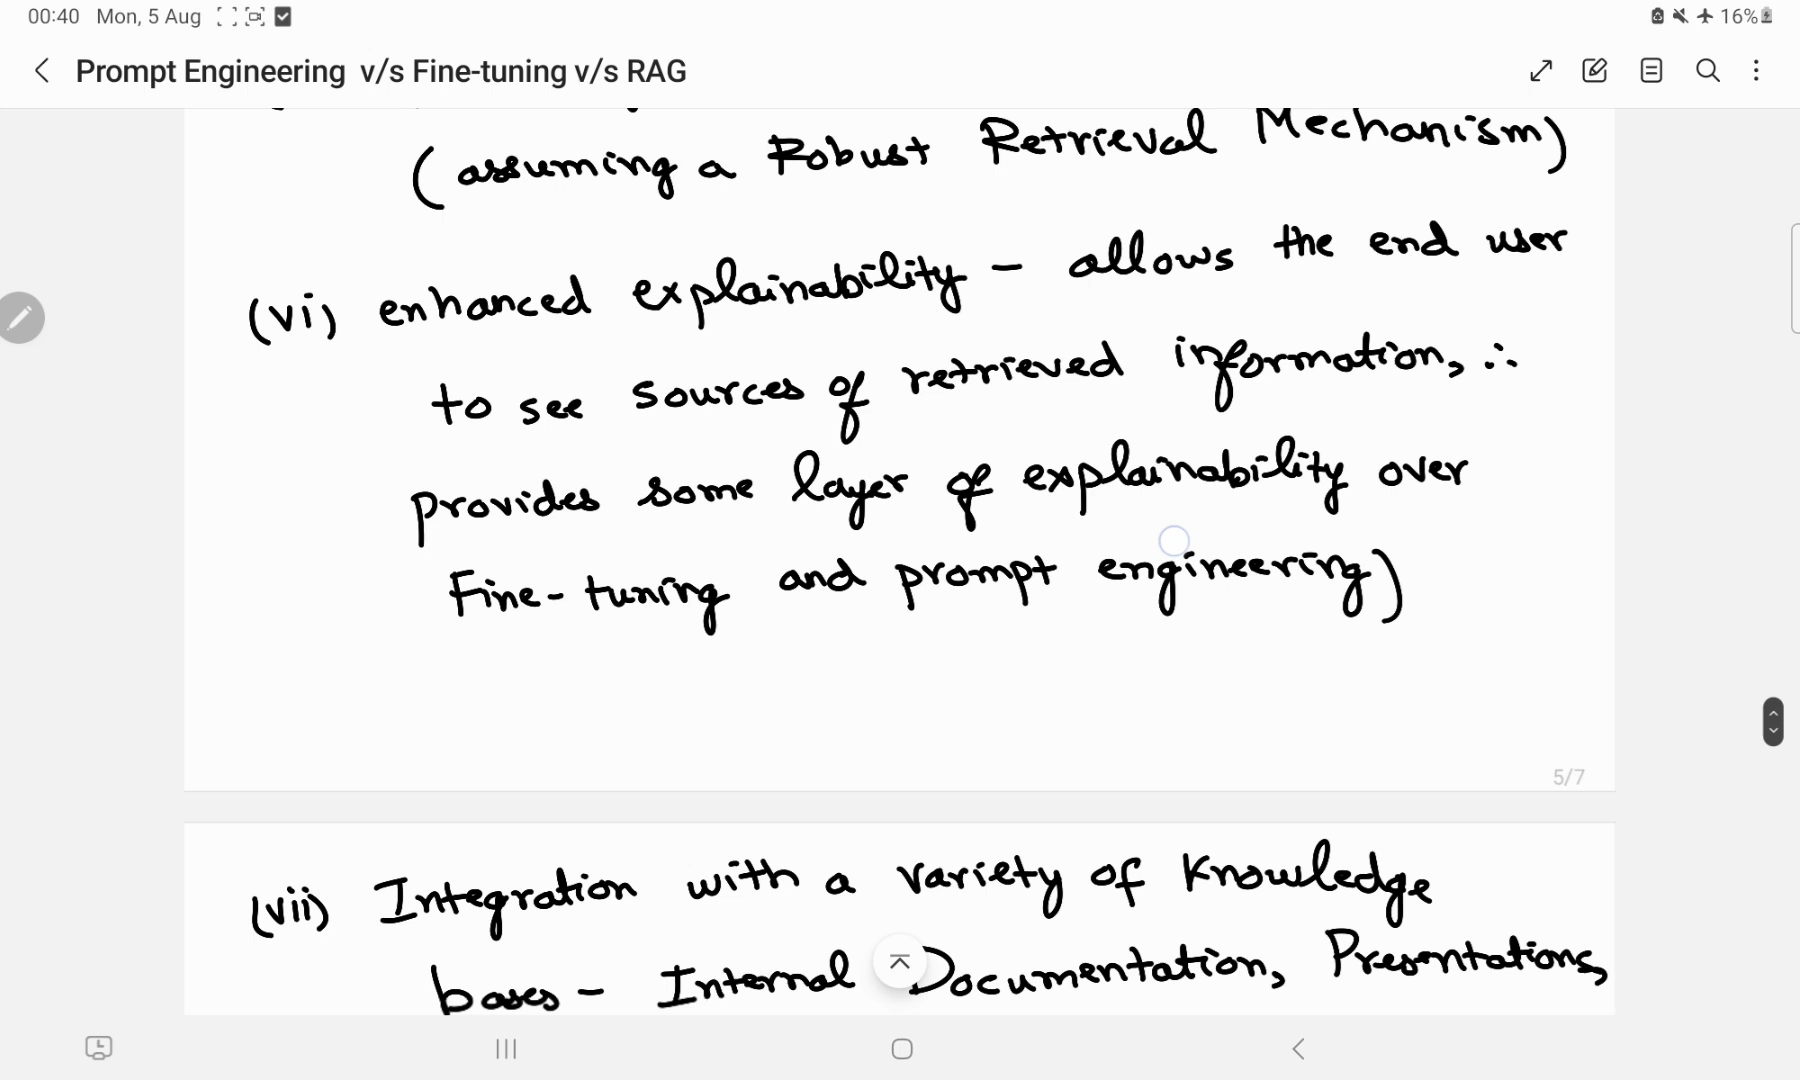 00:40 Mon, 5 Aug 16%
Prompt Engineering v/s Fine-tuning v/s RAG
(assuming a Robust Retrieval Mechanism)
(vi) enhanced explainability – allows the end user
to see sources of retrieved information, ∴
provides some layer of explainability over
Fine-tuning and prompt engineering)
5/7
(vii) Integration with a variety of Knowledge
bases – Internal Documentation, Presentations,